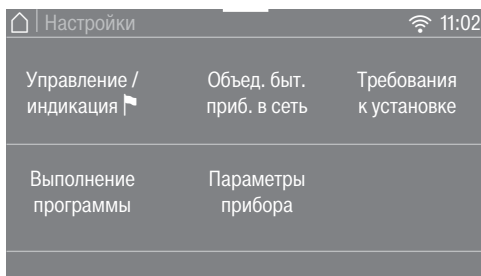 Настройки 11:02
Управление / Объед. быт. Требования
индикация приб. в сеть к установке
Выполнение Параметры
программы прибора